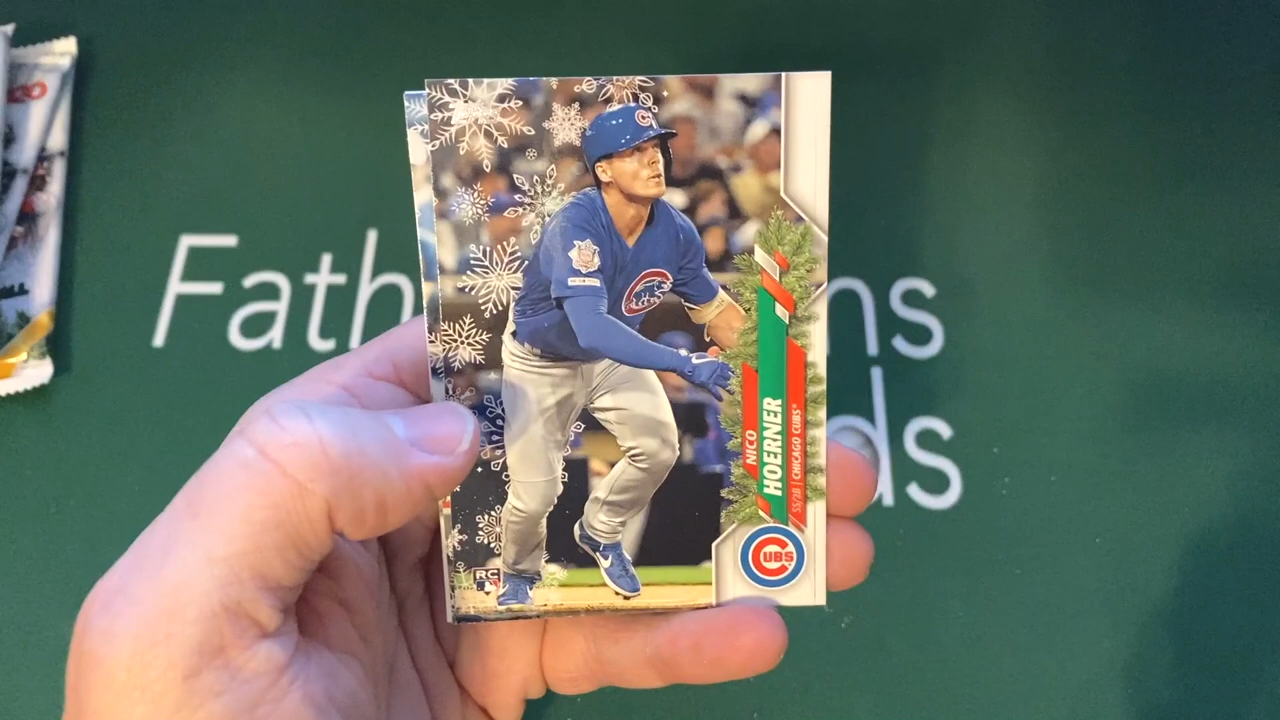 Fath
ns
ds
C
NICO
HOERNER
SS/2B | CHICAGO CUBS®
CUBS
RC